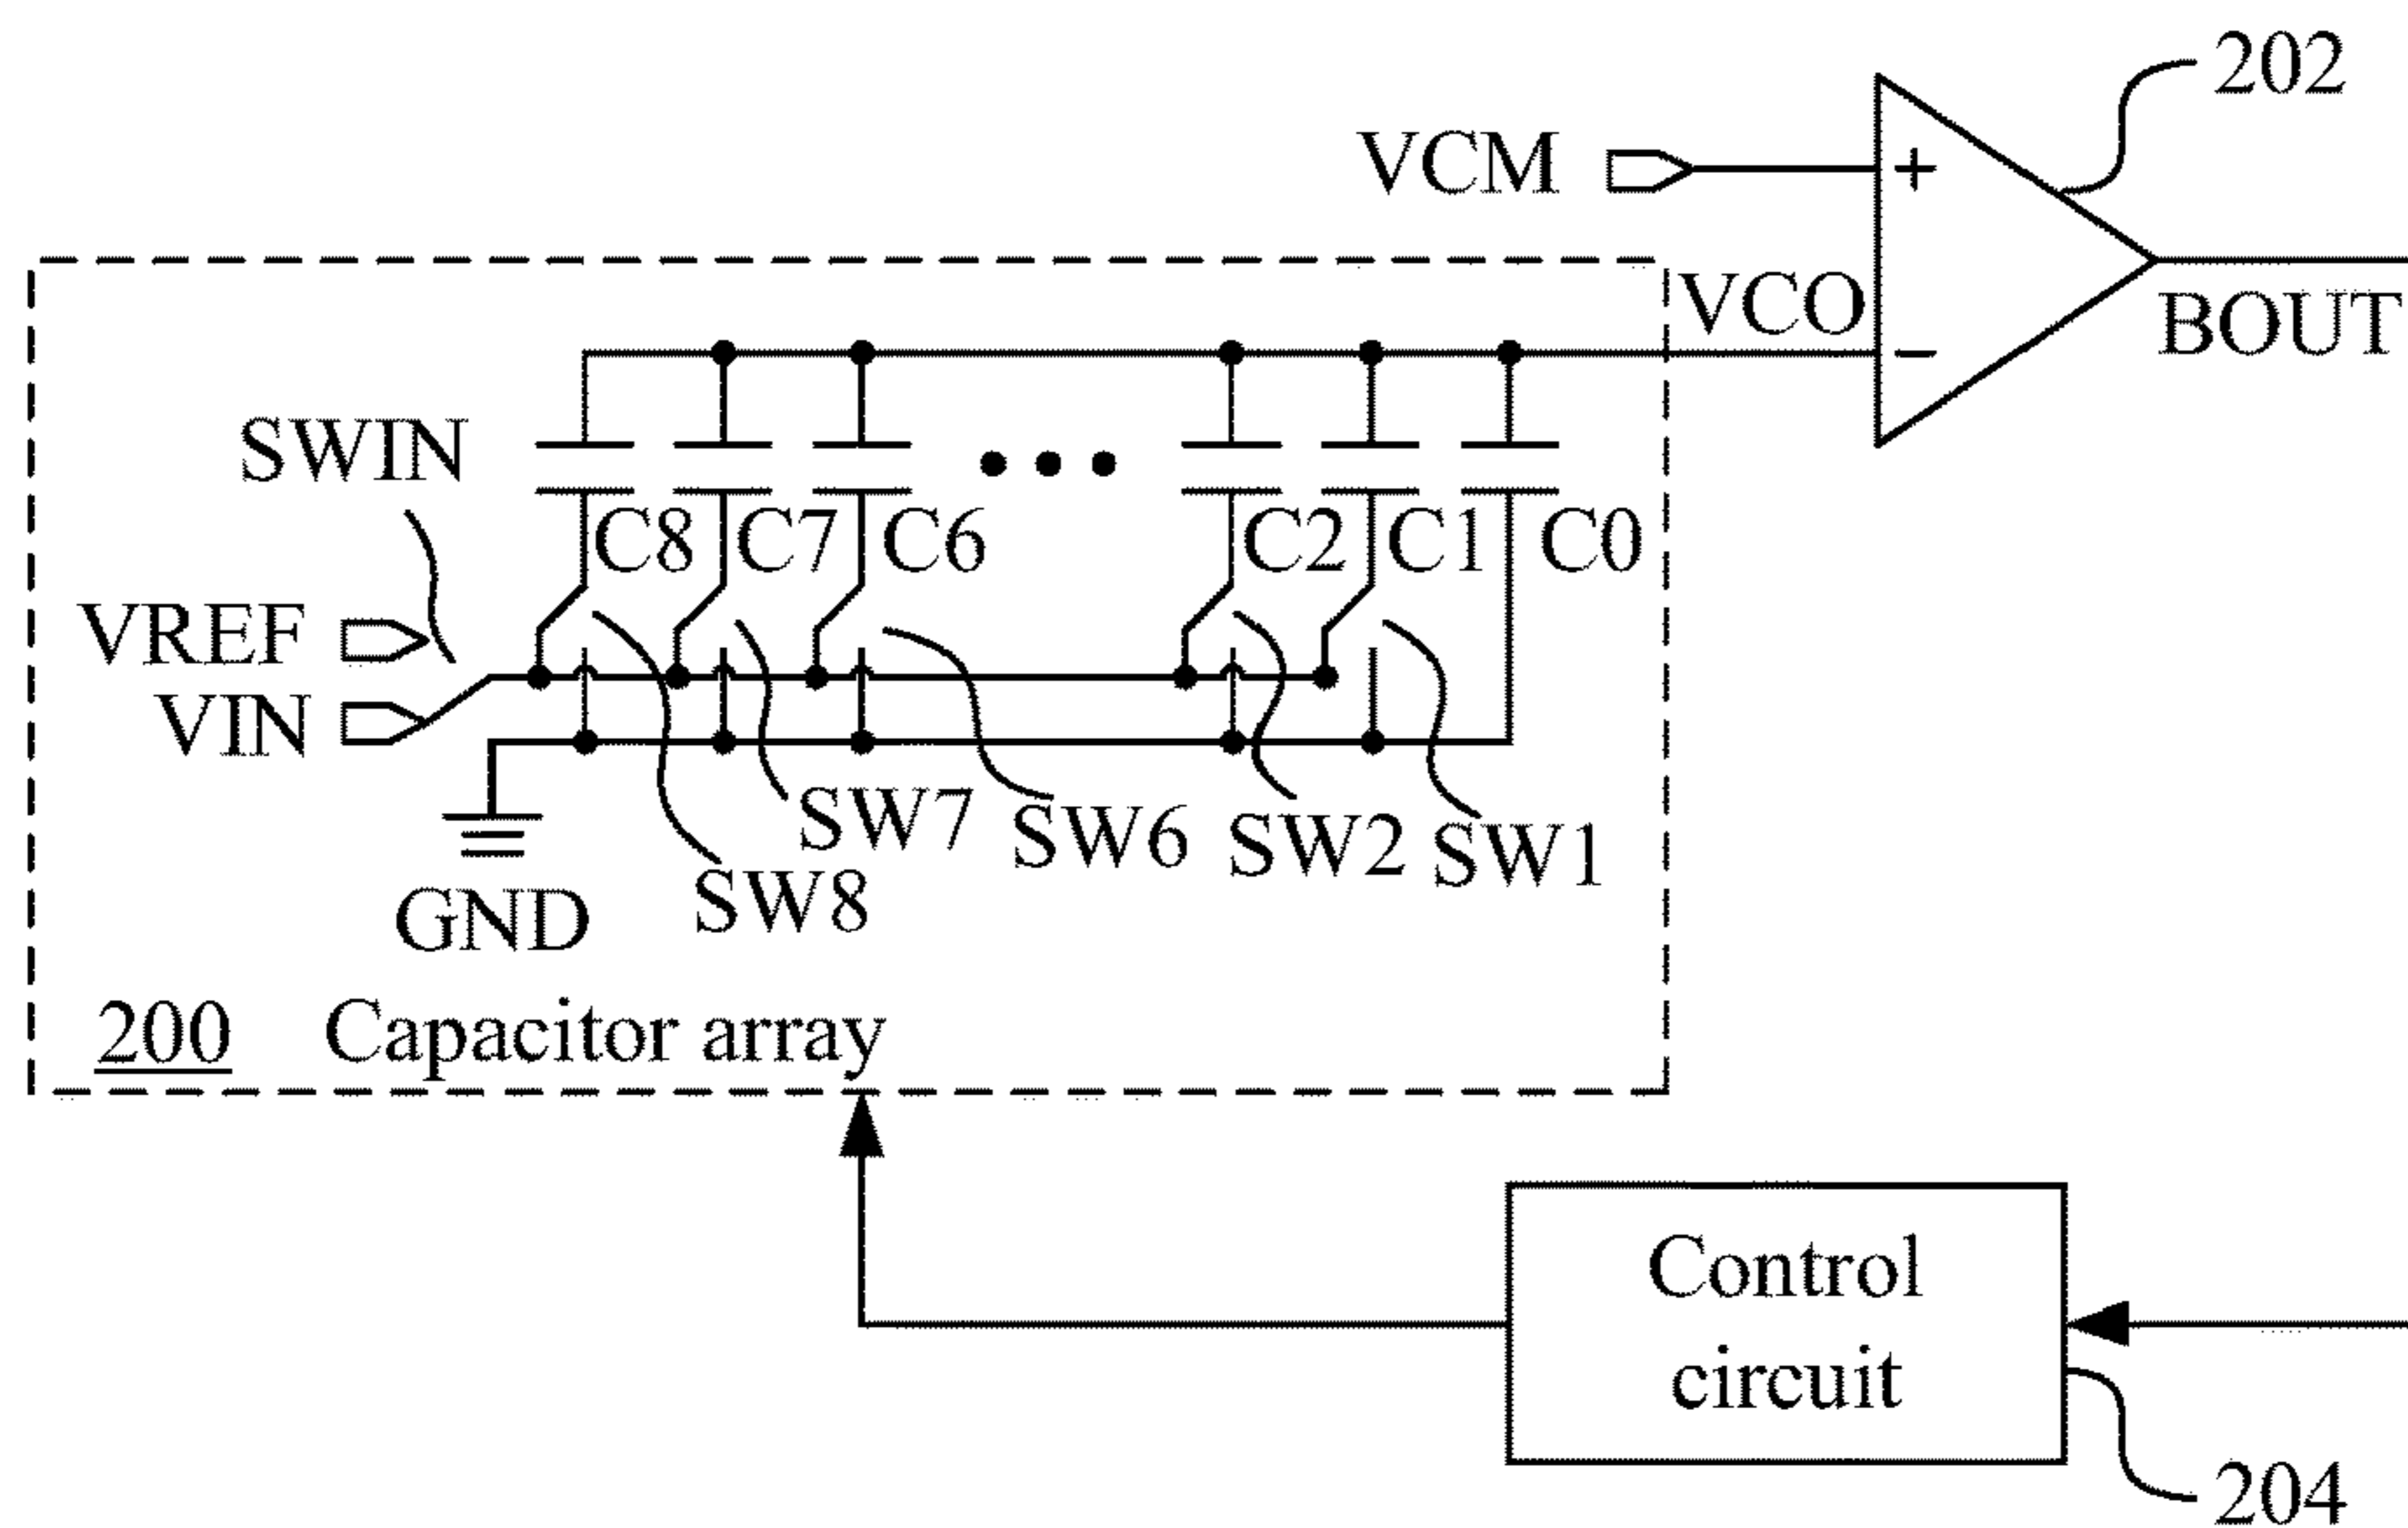 202
VCM
+
VCO
BOUT
−
SWIN
C8 C7 C6 C2 C1 C0
VREF
VIN
SW7 SW6 SW2 SW1
SW8
GND
200 Capacitor array
Control
circuit
204